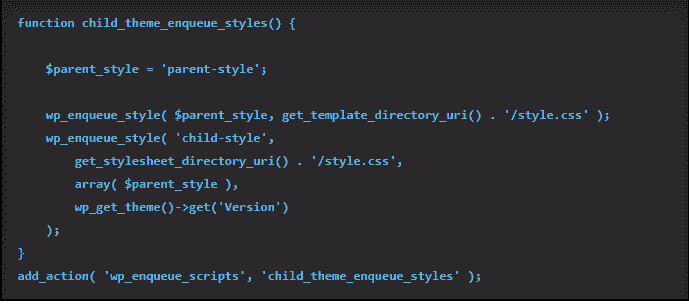 function child_theme_enqueue_styles() {
$parent_style = 'parent-style';
wp_enqueue_style( $parent_style, get_template_directory_uri() . '/style.css' );
wp_enqueue_style( 'child-style',
get_stylesheet_directory_uri() . '/style.css',
array( $parent_style ),
wp_get_theme()->get('Version')
);
}
add_action( 'wp_enqueue_scripts', 'child_theme_enqueue_styles' );